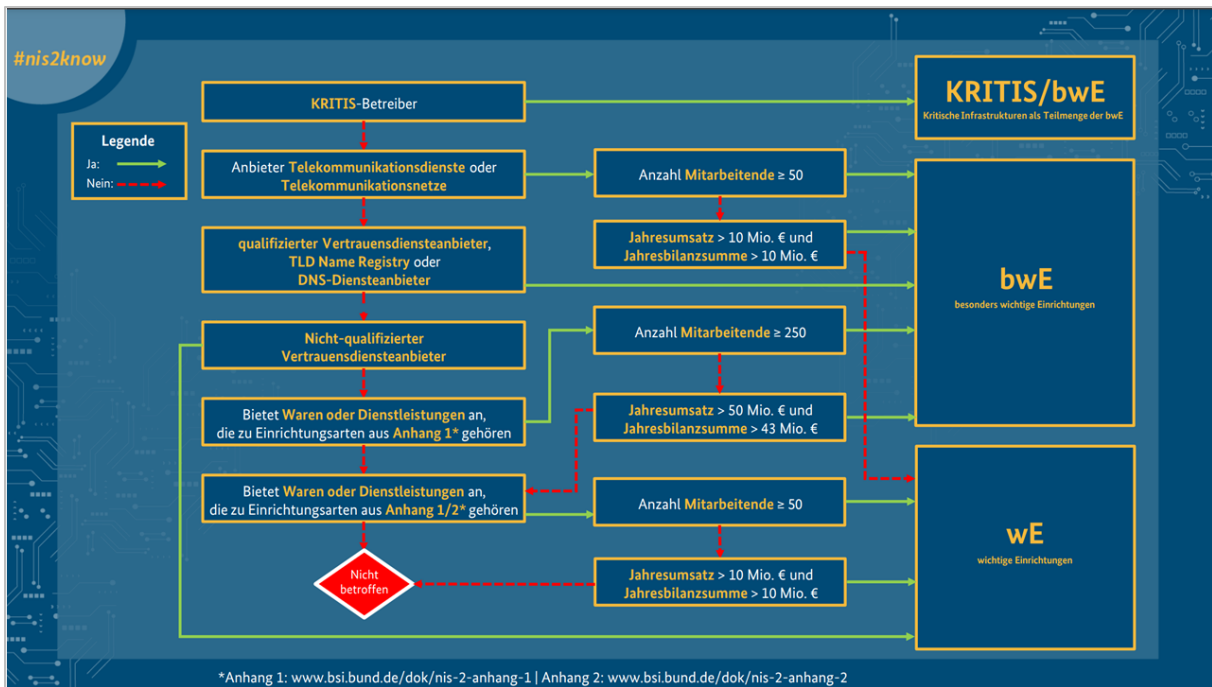 #nis2know
KRITIS-Betreiber
KRITIS/bwE
Kritische Infrastrukturen als Teilmenge der bwE
Legende
Ja:
Nein:
Anbieter Telekommunikationsdienste oder
Telekommunikationsnetze
Anzahl Mitarbeitende ≥ 50
Jahresumsatz > 10 Mio. € und
Jahresbilanzsumme > 10 Mio. €
qualifizierter Vertrauensdiensteanbieter,
TLD Name Registry oder
DNS-Diensteanbieter
bwE
besonders wichtige Einrichtungen
Nicht-qualifizierter
Vertrauensdiensteanbieter
Anzahl Mitarbeitende ≥ 250
Bietet Waren oder Dienstleistungen an,
die zu Einrichtungsarten aus Anhang 1* gehören
Jahresumsatz > 50 Mio. € und
Jahresbilanzsumme > 43 Mio. €
Bietet Waren oder Dienstleistungen an,
die zu Einrichtungsarten aus Anhang 1/2* gehören
Anzahl Mitarbeitende ≥ 50
wE
wichtige Einrichtungen
Nicht
betroffen
Jahresumsatz > 10 Mio. € und
Jahresbilanzsumme > 10 Mio. €
*Anhang 1: www.bsi.bund.de/dok/nis-2-anhang-1 | Anhang 2: www.bsi.bund.de/dok/nis-2-anhang-2